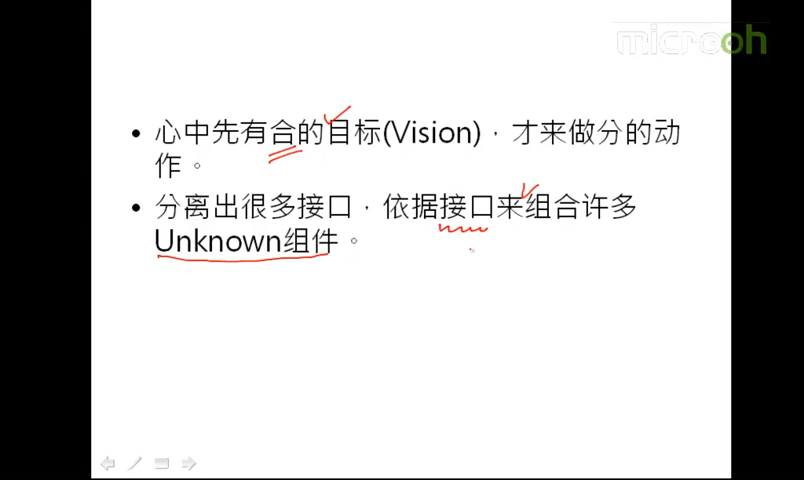 microoh
• 心中先有合的目标(Vision)，才来做分的动
作。
• 分离出很多接口，依据接口来组合许多
Unknown组件。